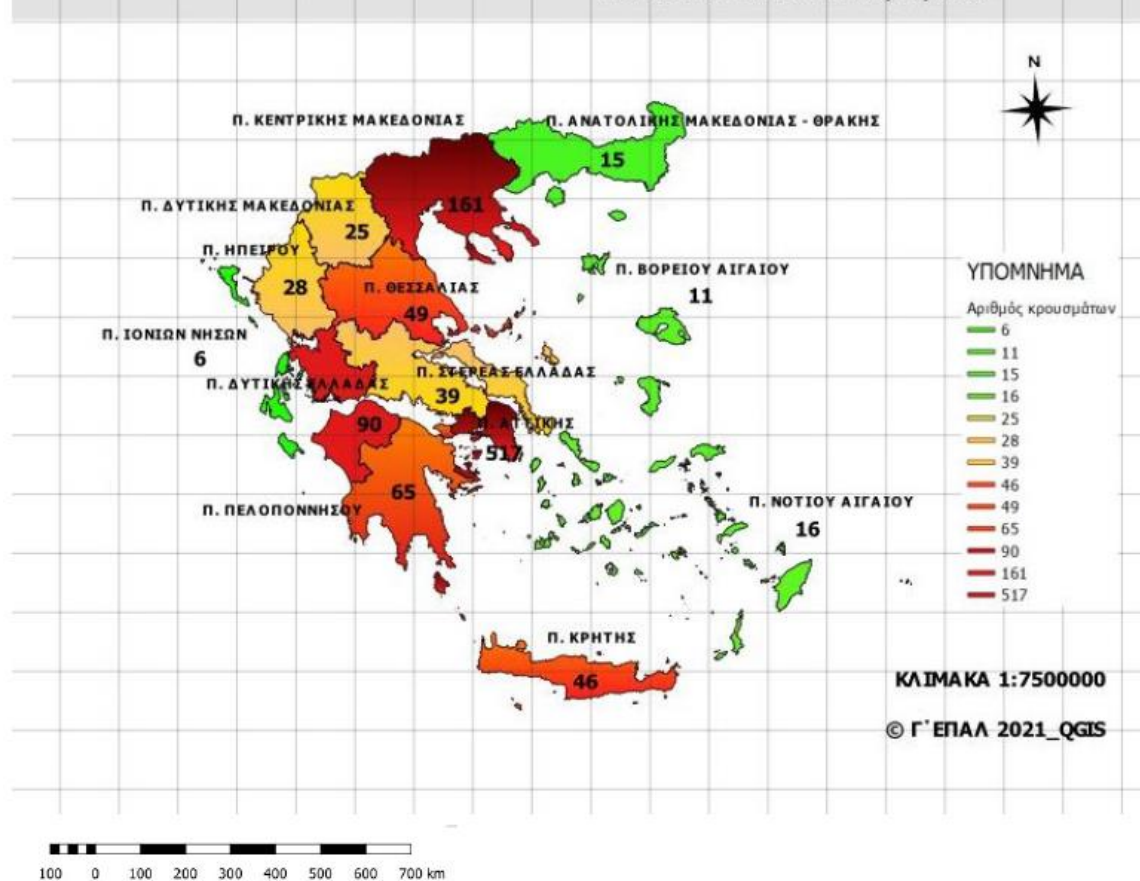 N
Π. ΚΕΝΤΡΙΚΗΣ ΜΑΚΕΔΟΝΙΑΣ
Π. ΑΝΑΤΟΛΙΚΗΣ ΜΑΚΕΔΟΝΙΑΣ - ΘΡΑΚΗΣ
15
161
Π. ΔΥΤΙΚΗΣ ΜΑΚΕΔΟΝΙΑΣ
25
Π. ΗΠΕΙΡΟΥ
28
Π. ΘΕΣΣΑΛΙΑΣ
49
Π. ΒΟΡΕΙΟΥ ΑΙΓΑΙΟΥ
11
Π. ΙΟΝΙΩΝ ΝΗΣΩΝ
6
Π. ΔΥΤΙΚΗΣ ΕΛΛΑΔΑΣ
90
Π. ΣΤΕΡΕΑΣ ΕΛΛΑΔΑΣ
39
Π. ΑΤΤΙΚΗΣ
517
65
Π. ΠΕΛΟΠΟΝΝΗΣΟΥ
Π. ΝΟΤΙΟΥ ΑΙΓΑΙΟΥ
16
Π. ΚΡΗΤΗΣ
46
ΥΠΟΜΝΗΜΑ
Αριθμός κρουσμάτων
6
11
15
16
25
28
39
46
49
65
90
161
517
ΚΛΙΜΑΚΑ 1:7500000
© Γ΄ΕΠΑΛ 2021_QGIS
100 0 100 200 300 400 500 600 700 km